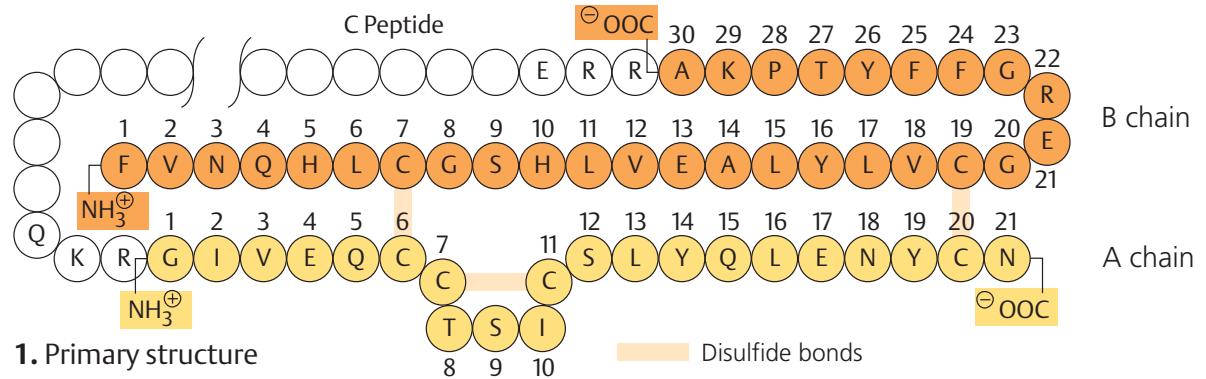 C Peptide
⊖ OOC
30 29 28 27 26 25 24 23
22
E R R A K P T Y F F G
R
B chain
1 2 3 4 5 6 7 8 9 10 11 12 13 14 15 16 17 18 19 20
E
F V N Q H L C G S H L V E A L Y L V C G
21
NH3⊕
1 2 3 4 5 6
7
11
12 13 14 15 16 17 18 19 20 21
Q
K R G I V E Q C
C
C
S L Y Q L E N Y C N
A chain
NH3⊕
⊖ OOC
T S I
8 9 10
1. Primary structure
Disulfide bonds